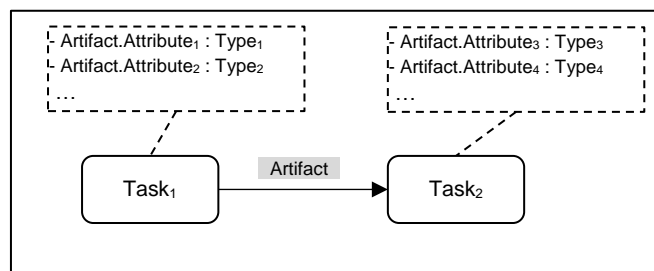 - Artifact.Attribute₁ : Type₁
- Artifact.Attribute₂ : Type₂
…
- Artifact.Attribute₃ : Type₃
- Artifact.Attribute₄ : Type₄
…
Task₁
Artifact
Task₂